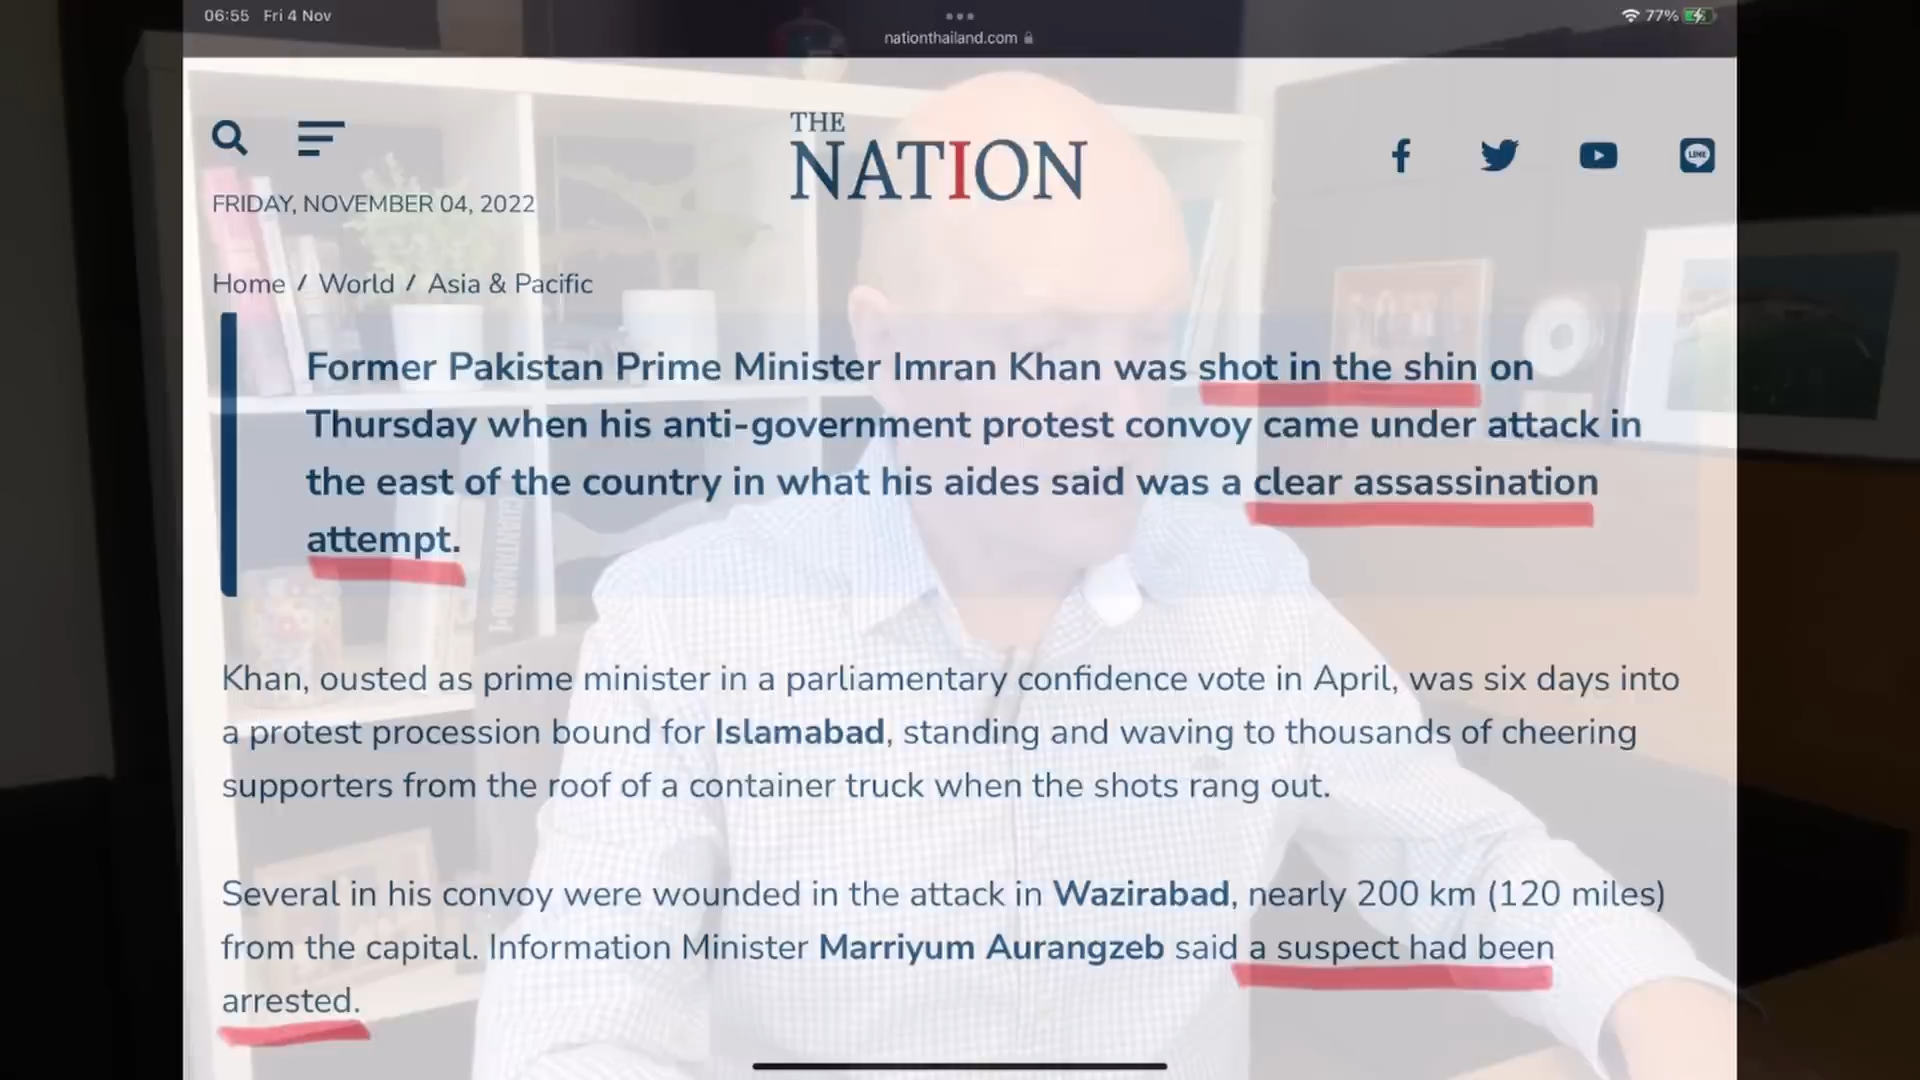 06:55 Fri 4 Nov
77%
nationthailand.com
THE
NATION
FRIDAY, NOVEMBER 04, 2022
LINE
Home / World / Asia & Pacific
Former Pakistan Prime Minister Imran Khan was shot in the shin on
Thursday when his anti-government protest convoy came under attack in
the east of the country in what his aides said was a clear assassination
attempt.
Khan, ousted as prime minister in a parliamentary confidence vote in April, was six days into
a protest procession bound for Islamabad, standing and waving to thousands of cheering
supporters from the roof of a container truck when the shots rang out.
Several in his convoy were wounded in the attack in Wazirabad, nearly 200 km (120 miles)
from the capital. Information Minister Marriyum Aurangzeb said a suspect had been
arrested.